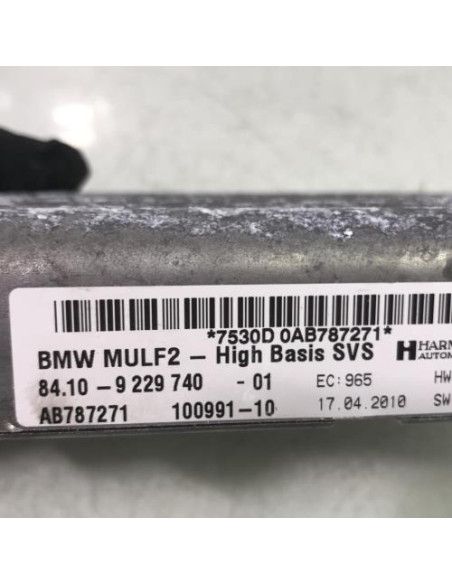 *7530D 0AB787271*
BMW MULF2 – High Basis SVS
84.10 – 9 229 740 - 01 EC: 965 HW
AB787271 100991-10 17.04.2010 SW